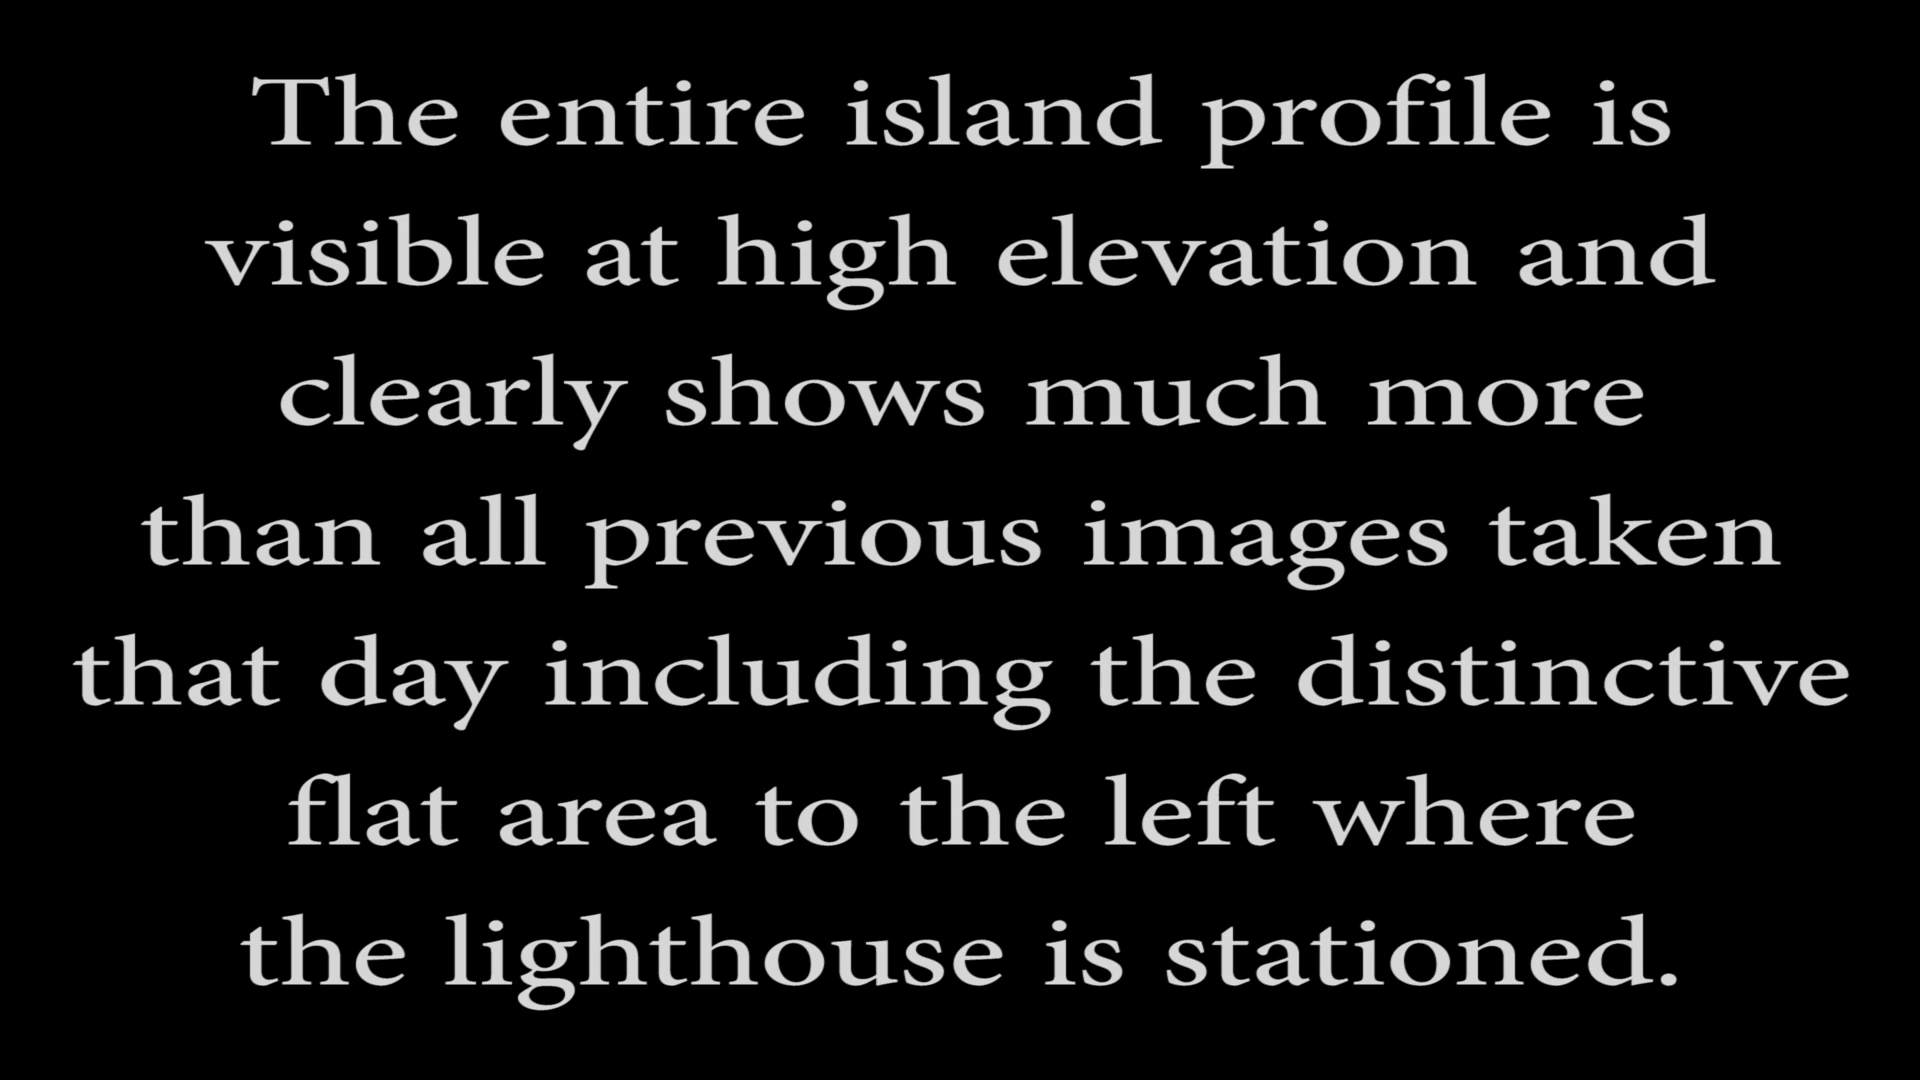 The entire island profile is
visible at high elevation and
clearly shows much more
than all previous images taken
that day including the distinctive
flat area to the left where
the lighthouse is stationed.